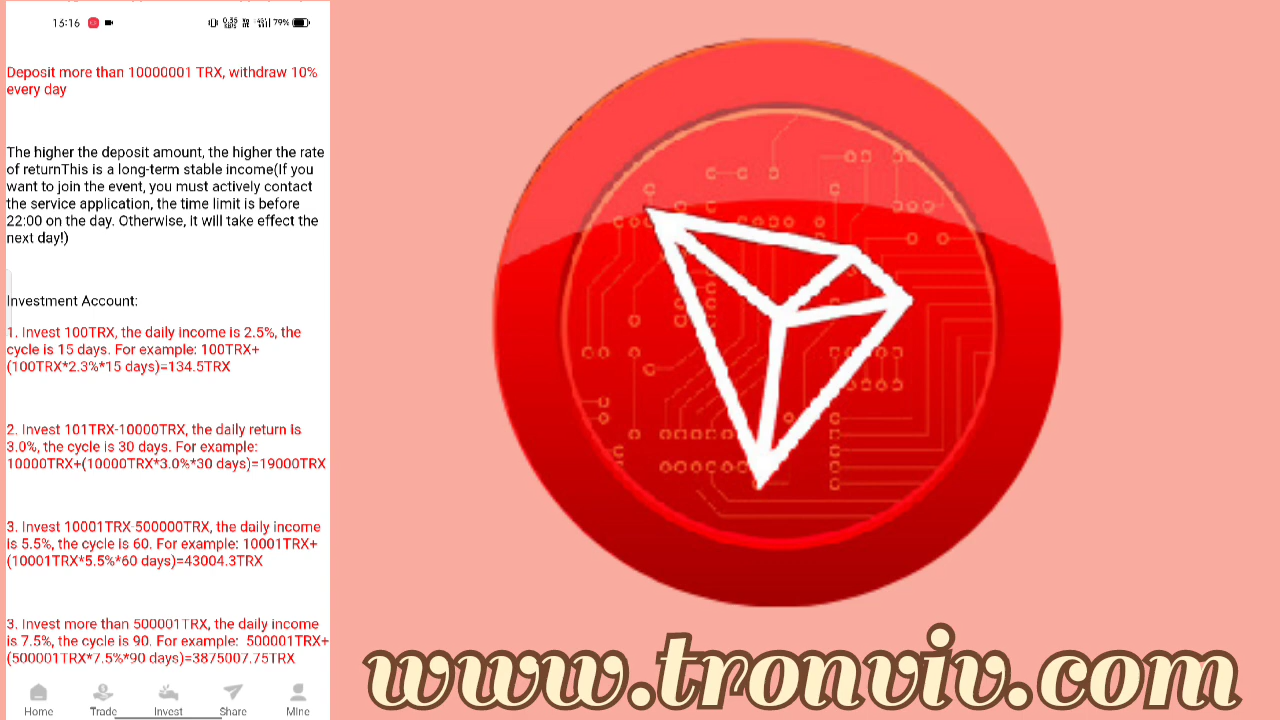 15:16 79%
Deposit more than 10000001 TRX, withdraw 10%
every day
The higher the deposit amount, the higher the rate
of returnThis is a long-term stable income(If you
want to join the event, you must actively contact
the service application, the time limit is before
22:00 on the day. Otherwise, it will take effect the
next day!)
Investment Account:
1. Invest 100TRX, the daily income is 2.5%, the
cycle is 15 days. For example: 100TRX+
(100TRX*2.3%*15 days)=134.5TRX
2. Invest 101TRX-10000TRX, the daily return is
3.0%, the cycle is 30 days. For example:
10000TRX+(10000TRX*3.0%*30 days)=19000TRX
3. Invest 10001TRX-500000TRX, the daily income
is 5.5%, the cycle is 60. For example: 10001TRX+
(10001TRX*5.5%*60 days)=43004.3TRX
3. Invest more than 500001TRX, the daily income
is 7.5%, the cycle is 90. For example: 500001TRX+
(500001TRX*7.5%*90 days)=3875007.75TRX
Home Trade Invest Share Mine
www.tronviv.com